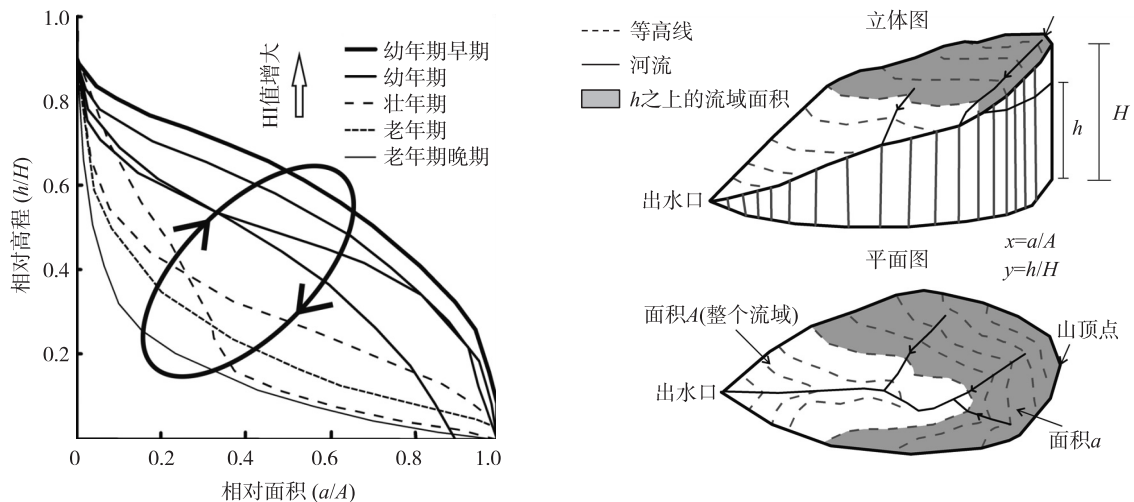 1.0
0.8
0.6
0.4
0.2
0
0.2
0.4
0.6
0.8
1.0
相对高程 (h/H)
相对面积 (a/A)
HI值增大
幼年期早期
幼年期
壮年期
老年期
老年期晚期
等高线
河流
h之上的流域面积
立体图
h
H
出水口
x=a/A
y=h/H
平面图
面积A(整个流域)
山顶点
出水口
面积a